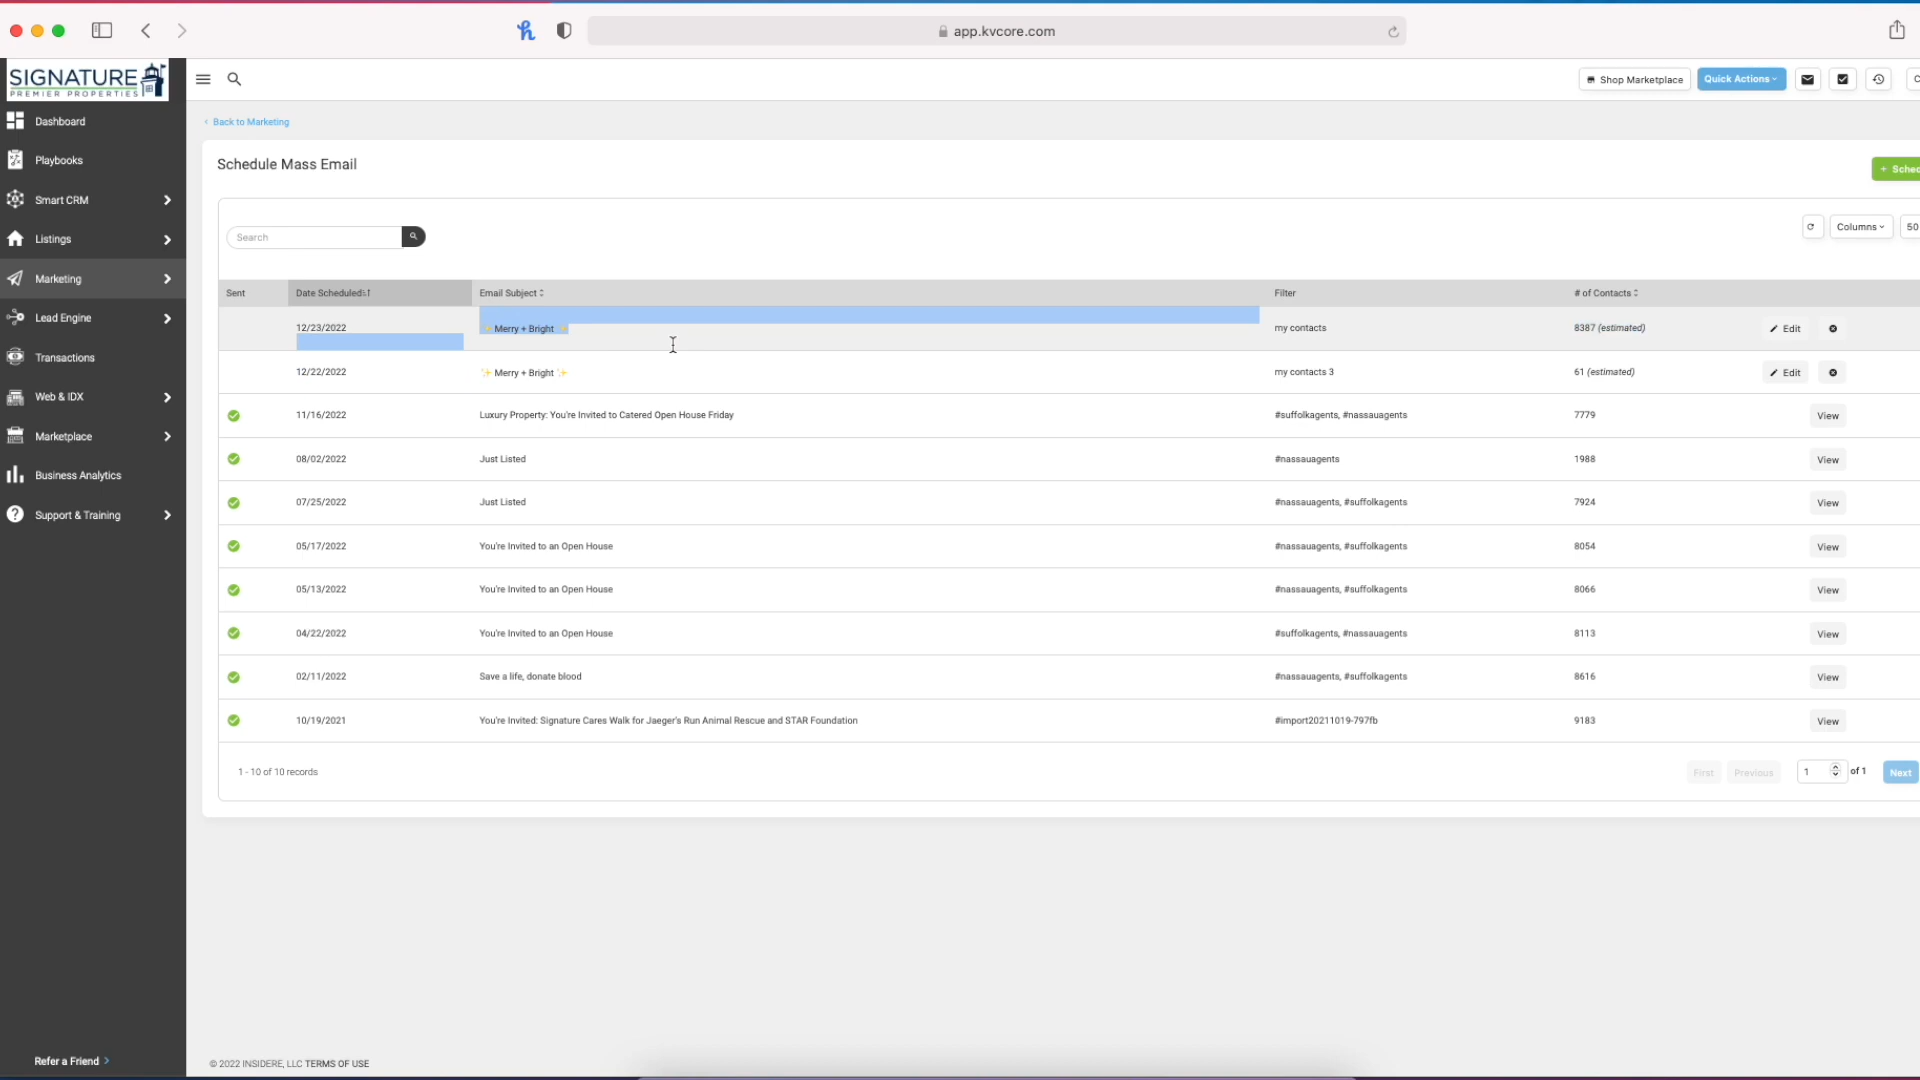 app.kvcore.com
SIGNATURE
PREMIER PROPERTIES
Shop Marketplace
Quick Actions
Dashboard
Playbooks
Smart CRM
Listings
Marketing
Lead Engine
Transactions
Web & IDX
Marketplace
Business Analytics
Support & Training
Refer a Friend >
‹ Back to Marketing
Schedule Mass Email
+ Sched
Search
Columns
50
Sent Date Scheduled Email Subject Filter # of Contacts
12/23/2022 ✨ Merry + Bright ✨ my contacts 8387 (estimated) Edit
12/22/2022 ✨ Merry + Bright ✨ my contacts 3 61 (estimated) Edit
11/16/2022 Luxury Property: You're Invited to Catered Open House Friday #suffolkagents, #nassauagents 7779 View
08/02/2022 Just Listed #nassauagents 1988 View
07/25/2022 Just Listed #nassauagents, #suffolkagents 7924 View
05/17/2022 You're Invited to an Open House #nassauagents, #suffolkagents 8054 View
05/13/2022 You're Invited to an Open House #nassauagents, #suffolkagents 8066 View
04/22/2022 You're Invited to an Open House #suffolkagents, #nassauagents 8113 View
02/11/2022 Save a life, donate blood #nassauagents, #suffolkagents 8616 View
10/19/2021 You're Invited: Signature Cares Walk for Jaeger's Run Animal Rescue and STAR Foundation #import20211019-797fb 9183 View
1 - 10 of 10 records
First Previous 1 of 1 Next
© 2022 INSIDERE, LLC TERMS OF USE